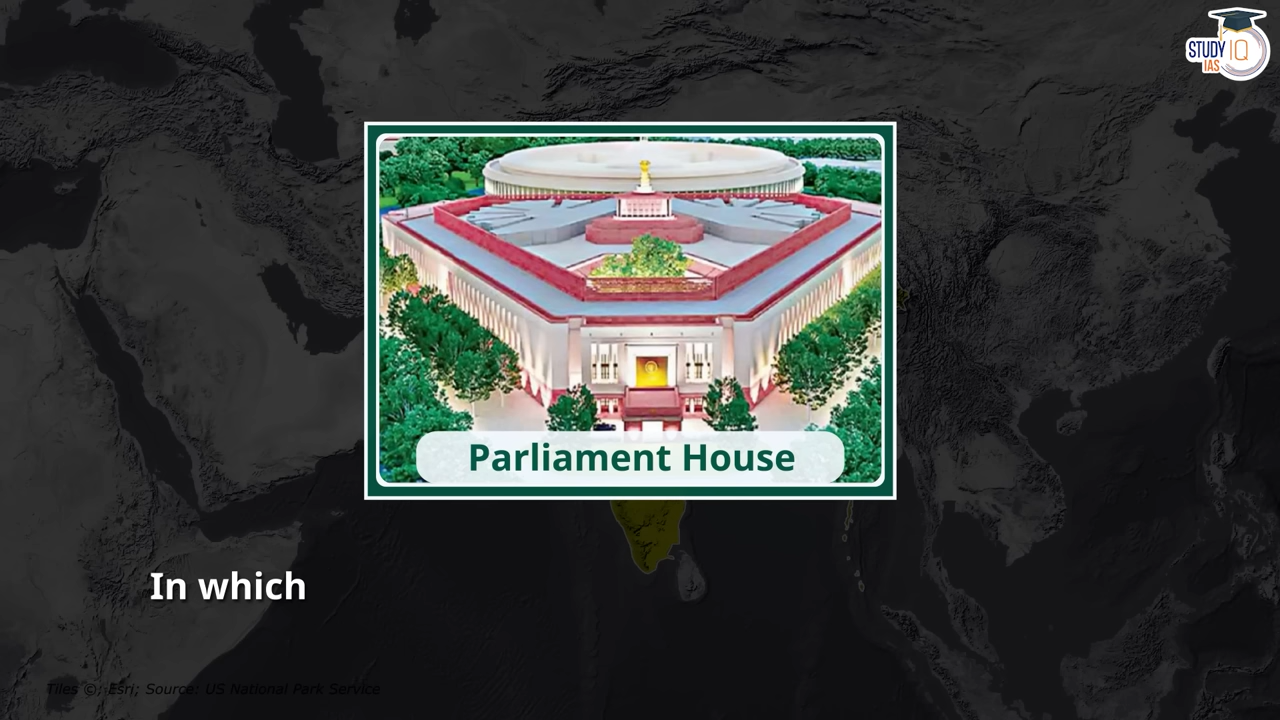 STUDY IQ
IAS
Parliament House
In which
Tiles ©; Esri; Source: US National Park Service